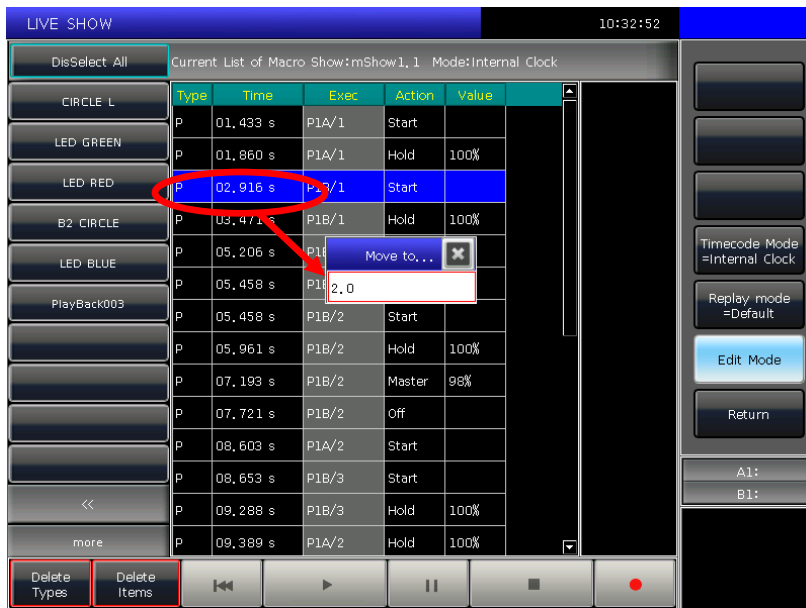 LIVE SHOW
10:32:52
DisSelect All
Current List of Macro Show:mShow1.1 Mode:Internal Clock
CIRCLE L
LED GREEN
LED RED
B2 CIRCLE
LED BLUE
PlayBack003
<<
more
Type Time Exec Action Value
P 01.433 s P1A/1 Start
P 01.860 s P1A/1 Hold 100%
P 02.916 s P1B/1 Start
P 03.471 s P1B/1 Hold 100%
P 05.206 s
P 05.458 s
P 05.458 s P1B/2 Start
P 05.961 s P1B/2 Hold 100%
P 07.193 s P1B/2 Master 98%
P 07.721 s P1B/2 Off
P 08.603 s P1A/2 Start
P 08.653 s P1B/3 Start
P 09.288 s P1B/3 Hold 100%
P 09.389 s P1A/2 Hold 100%
Move to...
2.0
Timecode Mode
=Internal Clock
Replay mode
=Default
Edit Mode
Return
A1:
B1:
Delete
Types
Delete
Items